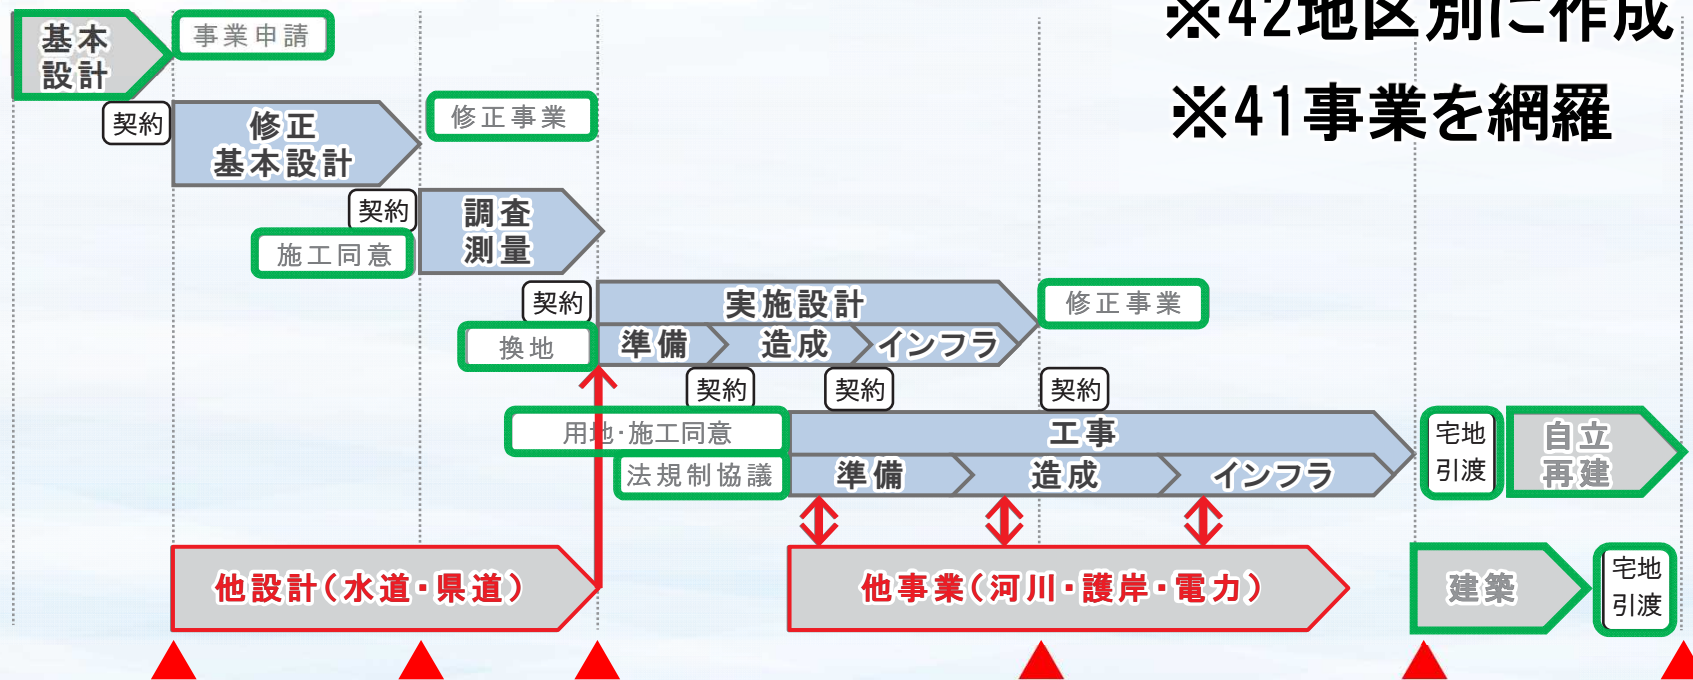 ※42地区別に作成
基本
設計
事業申請
※41事業を網羅
契約
修正
基本設計
修正事業
契約
調査
測量
施工同意
契約
実施設計
修正事業
換地
準備
造成
インフラ
契約
契約
契約
用地・施工同意
工事
法規制協議
準備
造成
インフラ
宅地
引渡
自立
再建
他設計(水道・県道)
他事業(河川・護岸・電力)
建築
宅地
引渡